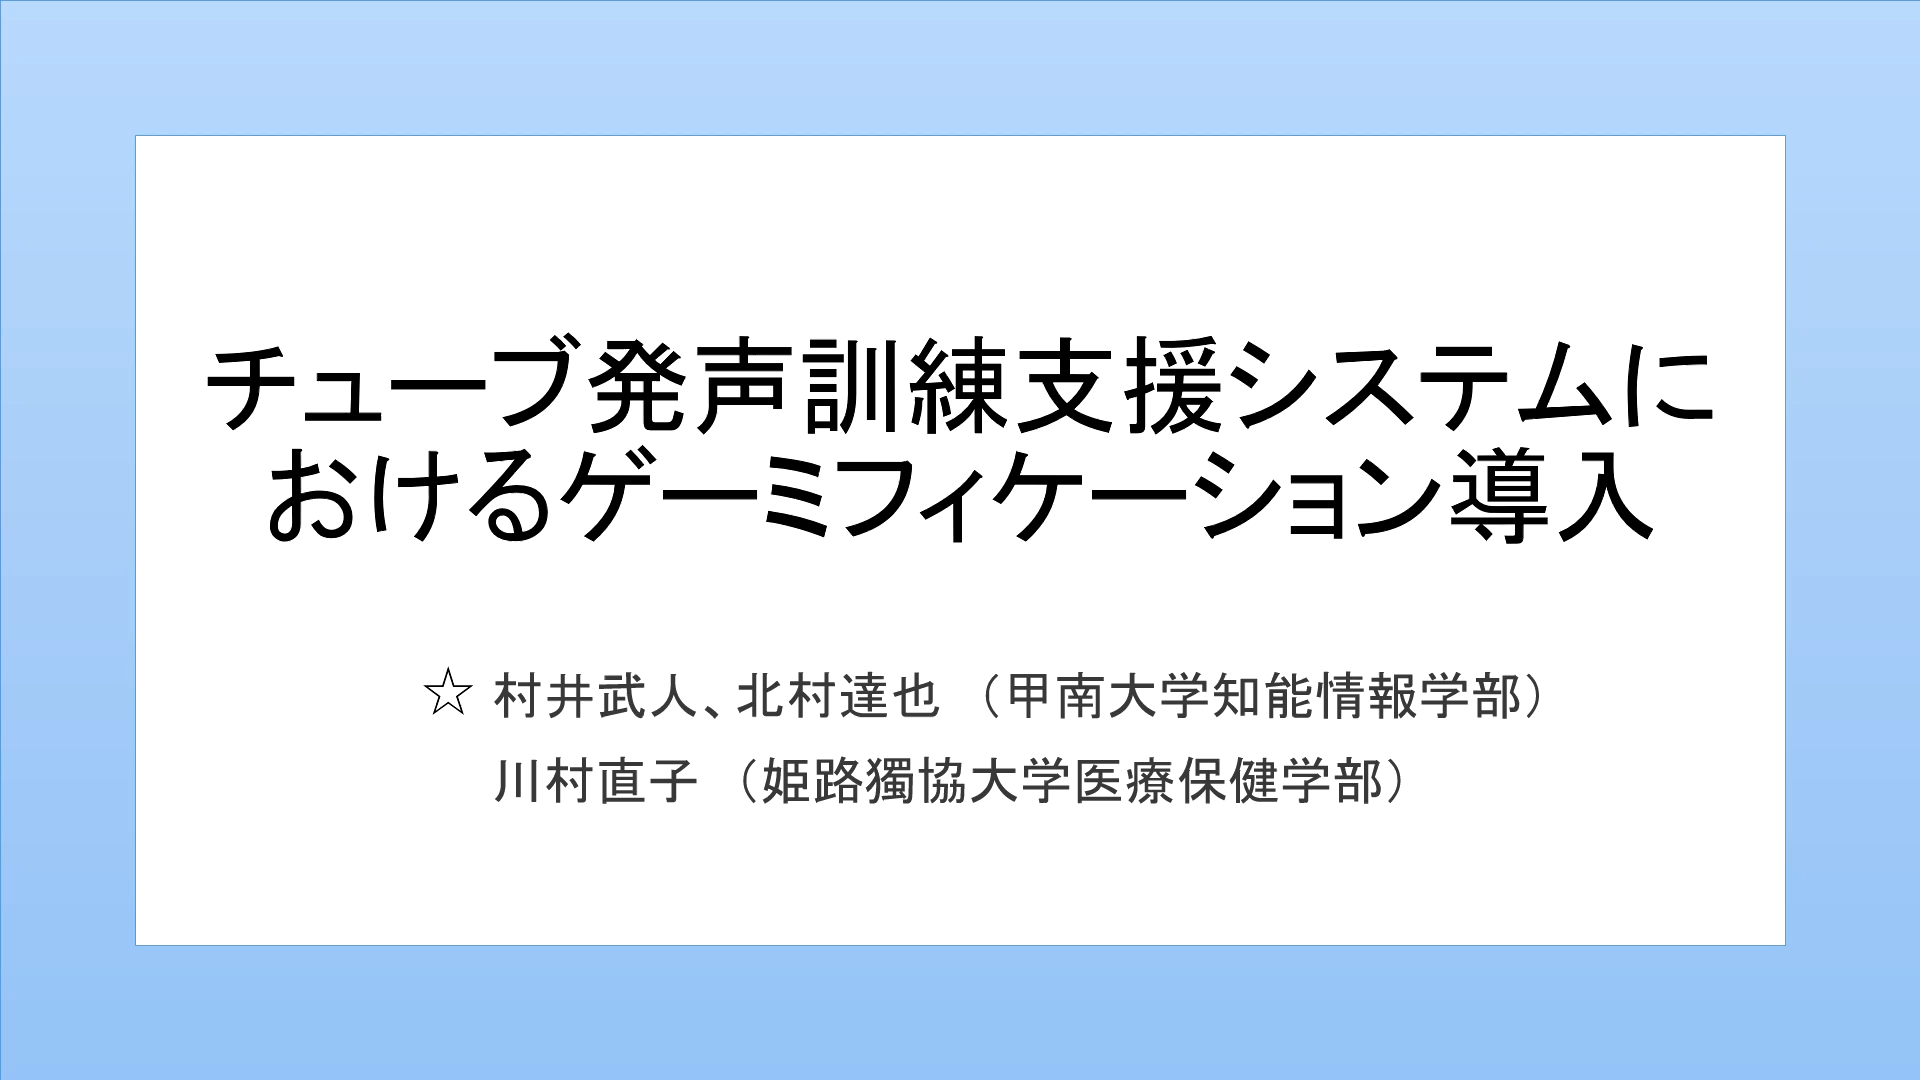 チューブ発声訓練支援システムに
おけるゲーミフィケーション導入
☆ 村井武人、北村達也 （甲南大学知能情報学部）
川村直子 （姫路獨協大学医療保健学部）